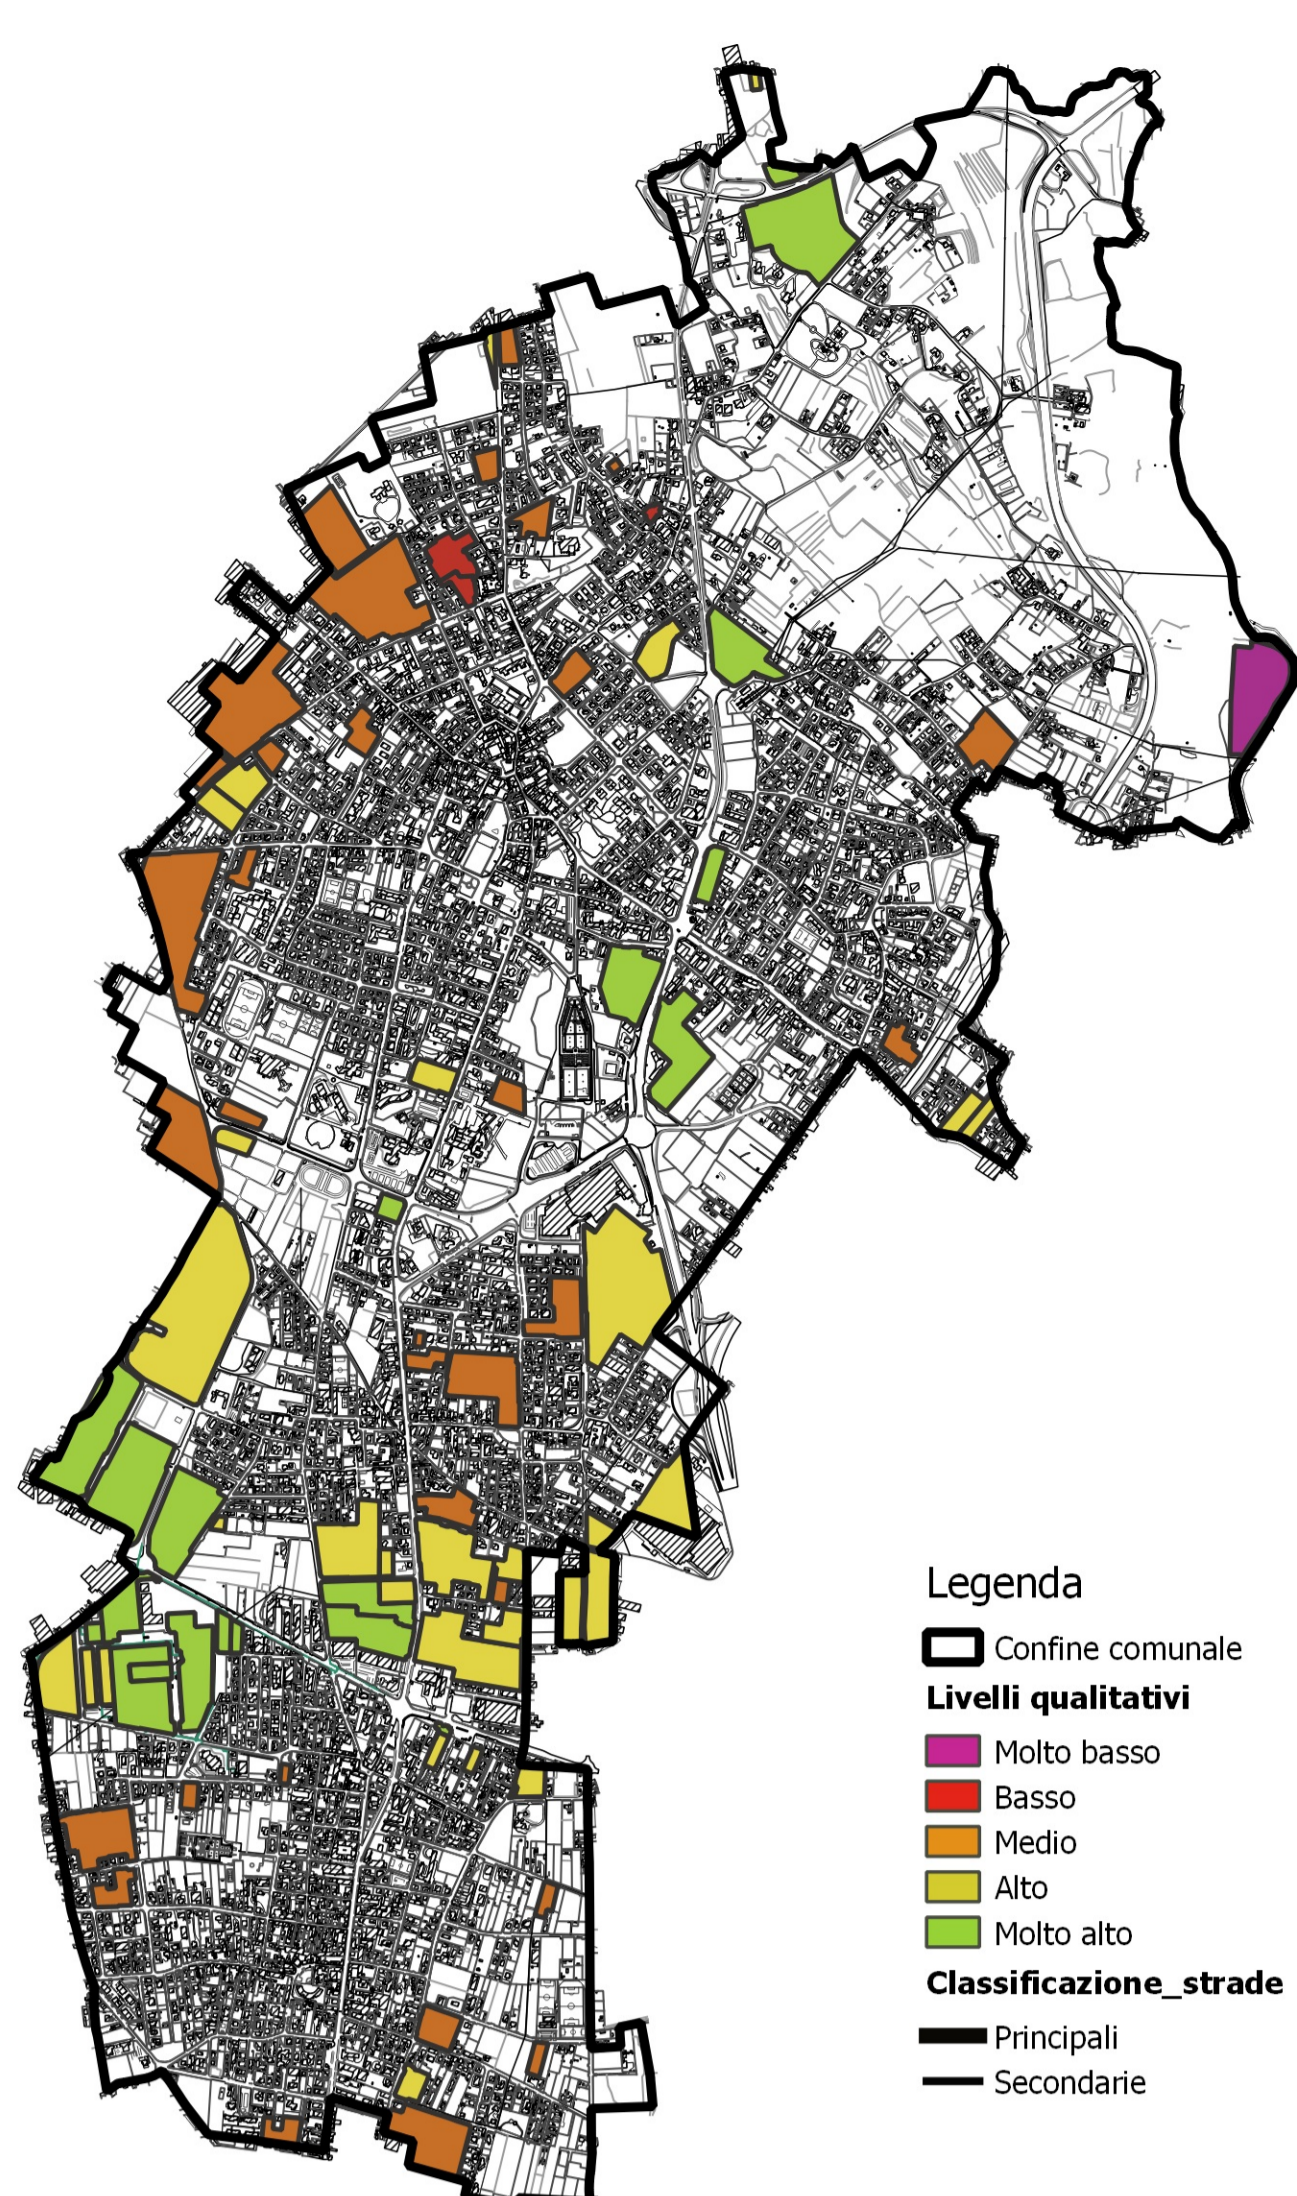 Legenda
Confine comunale
Livelli qualitativi
Molto basso
Basso
Medio
Alto
Molto alto
Classificazione_strade
Principali
Secondarie